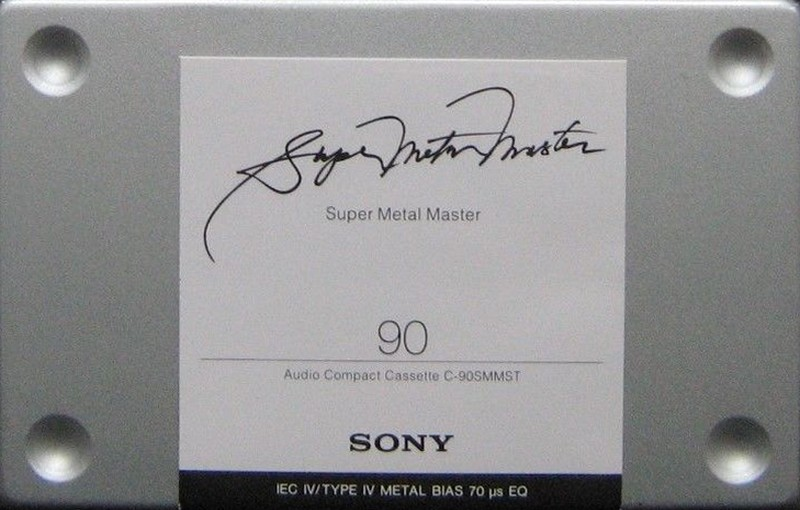 Super Metal Master
Super Metal Master
90
Audio Compact Cassette C-90SMMST
SONY
IEC IV/TYPE IV METAL BIAS 70 µs EQ